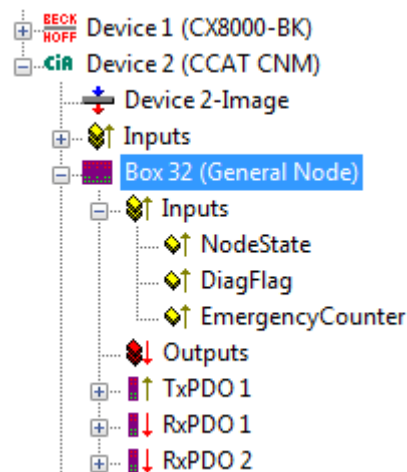 BECK
HOFF Device 1 (CX8000-BK)
CiA Device 2 (CCAT CNM)
Device 2-Image
Inputs
Box 32 (General Node)
Inputs
NodeState
DiagFlag
EmergencyCounter
Outputs
TxPDO 1
RxPDO 1
RxPDO 2